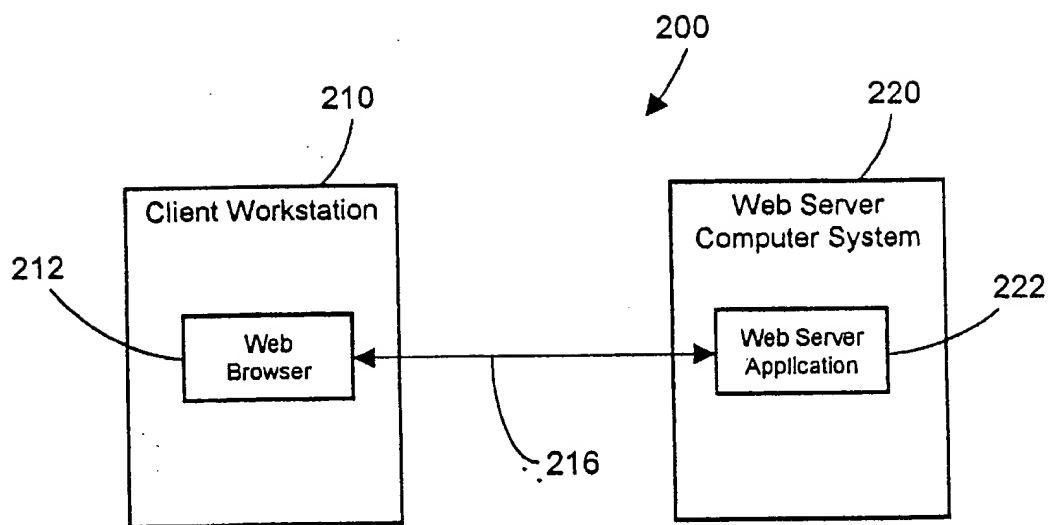 200
210
220
Client Workstation
Web Server
Computer System
212
222
Web
Browser
Web Server
Application
216